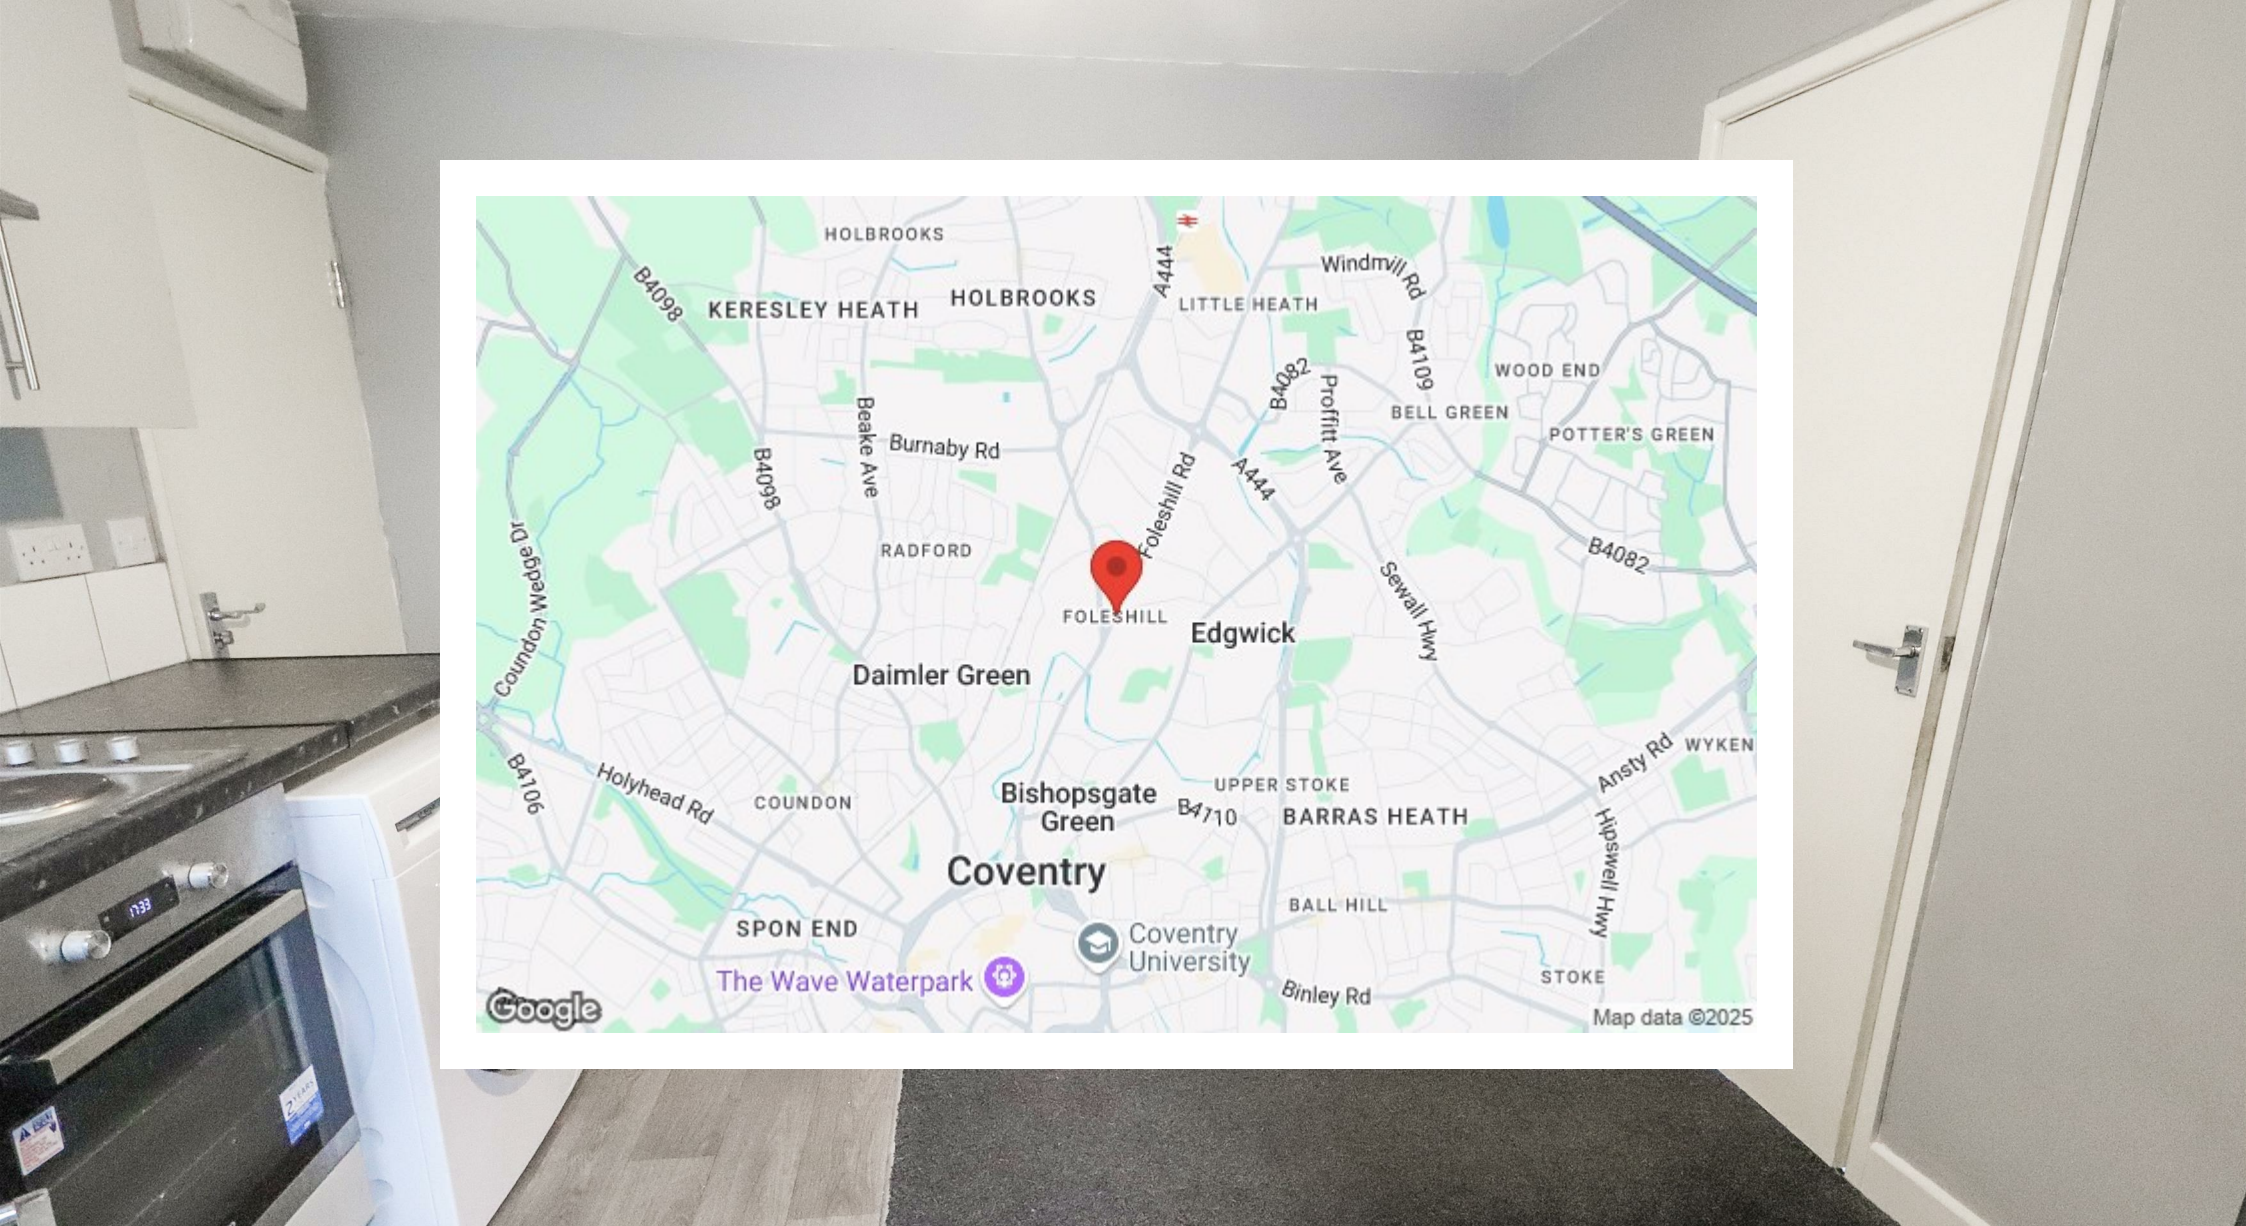 HOLBROOKS
A444
Windmill Rd
B4098
KERESLEY HEATH
HOLBROOKS
LITTLE HEATH
B4109
B4082
WOOD END
Proffitt Ave
BELL GREEN
Beake Ave
Burnaby Rd
POTTER'S GREEN
B4098
Foleshill Rd
A444
Coundon Wedge Dr
RADFORD
B4082
Sewall Hwy
FOLESHILL
Edgwick
Daimler Green
Ansty Rd
WYKEN
B4106
Holyhead Rd
COUNDON
Bishopsgate
Green
UPPER STOKE
B4710
BARRAS HEATH
Hipswell Hwy
Coventry
1733
BALL HILL
SPON END
Coventry
University
The Wave Waterpark
STOKE
Binley Rd
Google
Map data ©2025
2 YEARS